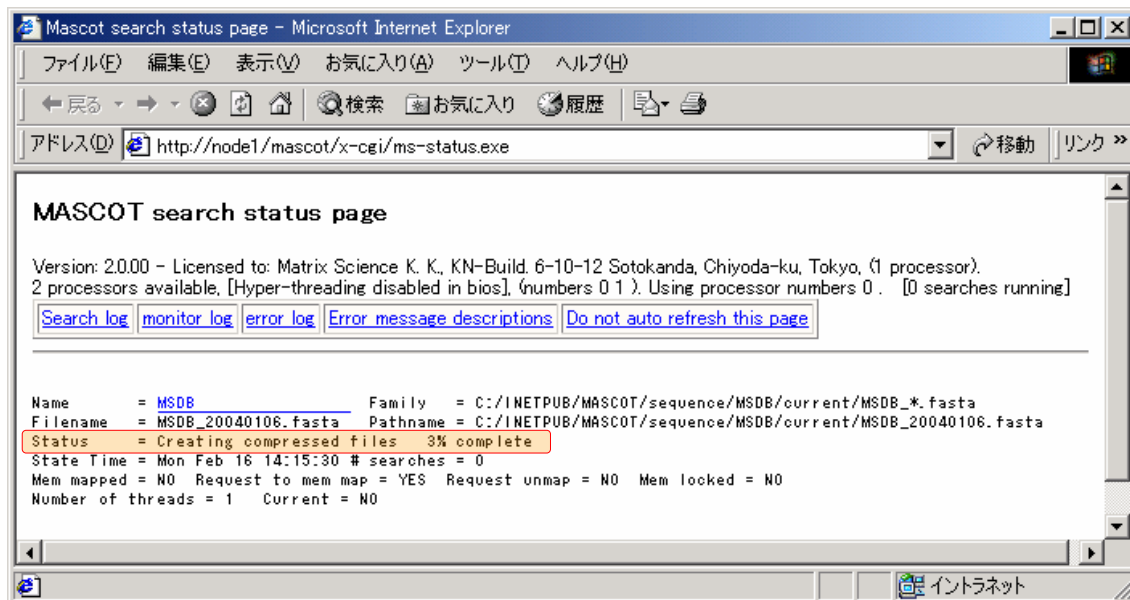 Mascot search status page - Microsoft Internet Explorer
ファイル(F) 編集(E) 表示(V) お気に入り(A) ツール(T) ヘルプ(H)
戻る 検索 お気に入り 履歴
アドレス(D) http://node1/mascot/x-cgi/ms-status.exe 移動 リンク »
MASCOT search status page
Version: 2.0.00 - Licensed to: Matrix Science K. K., KN-Build. 6-10-12 Sotokanda, Chiyoda-ku, Tokyo, (1 processor).
2 processors available, [Hyper-threading disabled in bios], (numbers 0 1 ). Using processor numbers 0 . [0 searches running]
Search log monitor log error log Error message descriptions Do not auto refresh this page
Name = MSDB Family = C:/INETPUB/MASCOT/sequence/MSDB/current/MSDB_*.fasta
Filename = MSDB_20040106.fasta Pathname = C:/INETPUB/MASCOT/sequence/MSDB/current/MSDB_20040106.fasta
Status = Creating compressed files 3% complete
State Time = Mon Feb 16 14:15:30 # searches = 0
Mem mapped = NO Request to mem map = YES Request unmap = NO Mem locked = NO
Number of threads = 1 Current = NO
イントラネット